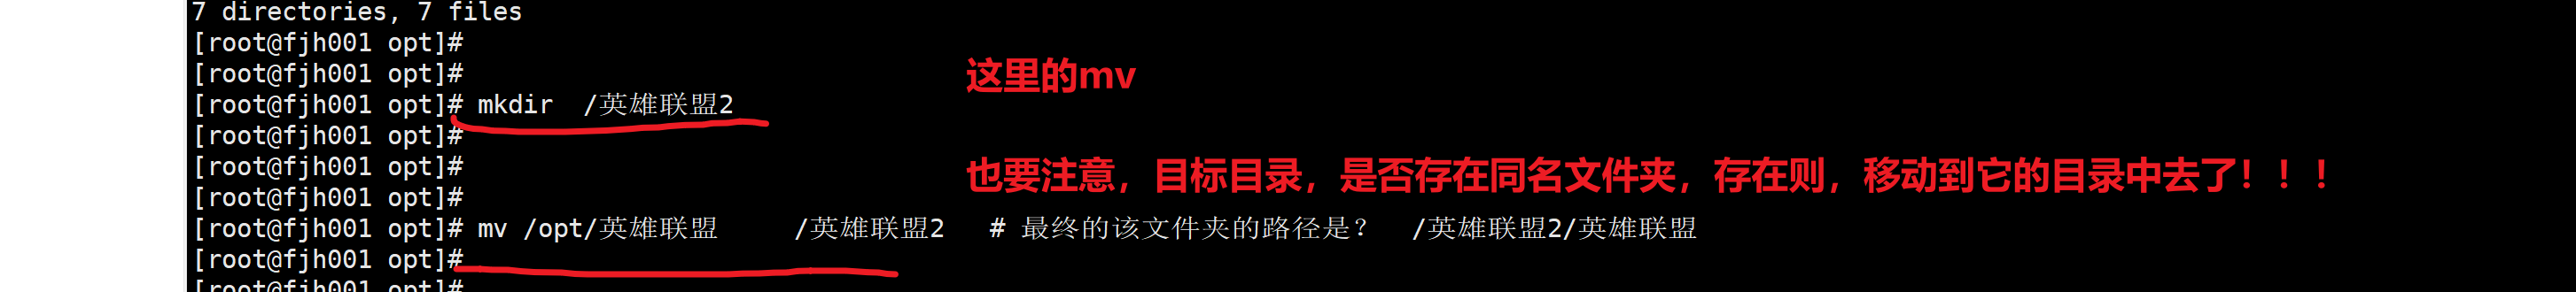 7 directories, 7 files
[root@fjh001 opt]#
[root@fjh001 opt]#
这里的mv
[root@fjh001 opt]# mkdir  /英雄联盟2
[root@fjh001 opt]#
[root@fjh001 opt]#
也要注意，目标目录，是否存在同名文件夹，存在则，移动到它的目录中去了！！！
[root@fjh001 opt]#
[root@fjh001 opt]# mv /opt/英雄联盟     /英雄联盟2   # 最终的该文件夹的路径是？  /英雄联盟2/英雄联盟
[root@fjh001 opt]#
[root@fjh001 opt]#